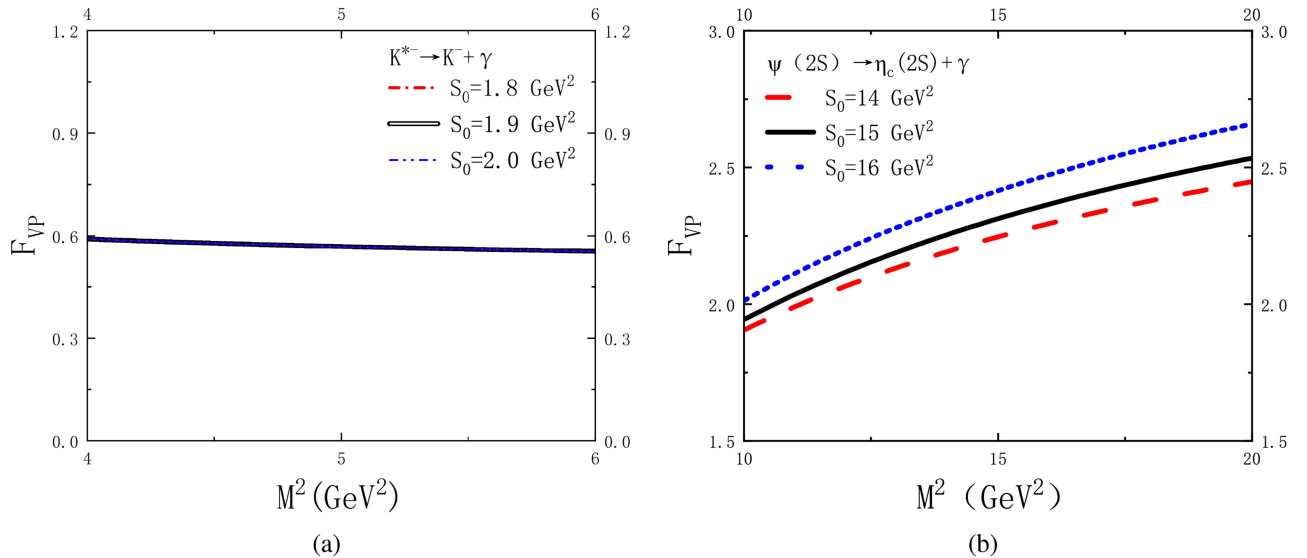 4 5 6
1.2 1.2
K*⁻→K⁻+γ
S₀=1.8 GeV²
0.9 0.9
S₀=1.9 GeV²
S₀=2.0 GeV²
F_VP
0.6 0.6
0.3 0.3
0.0 0.0
4 5 6
M²(GeV²)
(a)
10 15 20
3.0 3.0
ψ (2S) →η_c(2S)+γ
S₀=14 GeV²
S₀=15 GeV²
S₀=16 GeV²
2.5 2.5
F_VP
2.0 2.0
1.5 1.5
10 15 20
M² (GeV²)
(b)